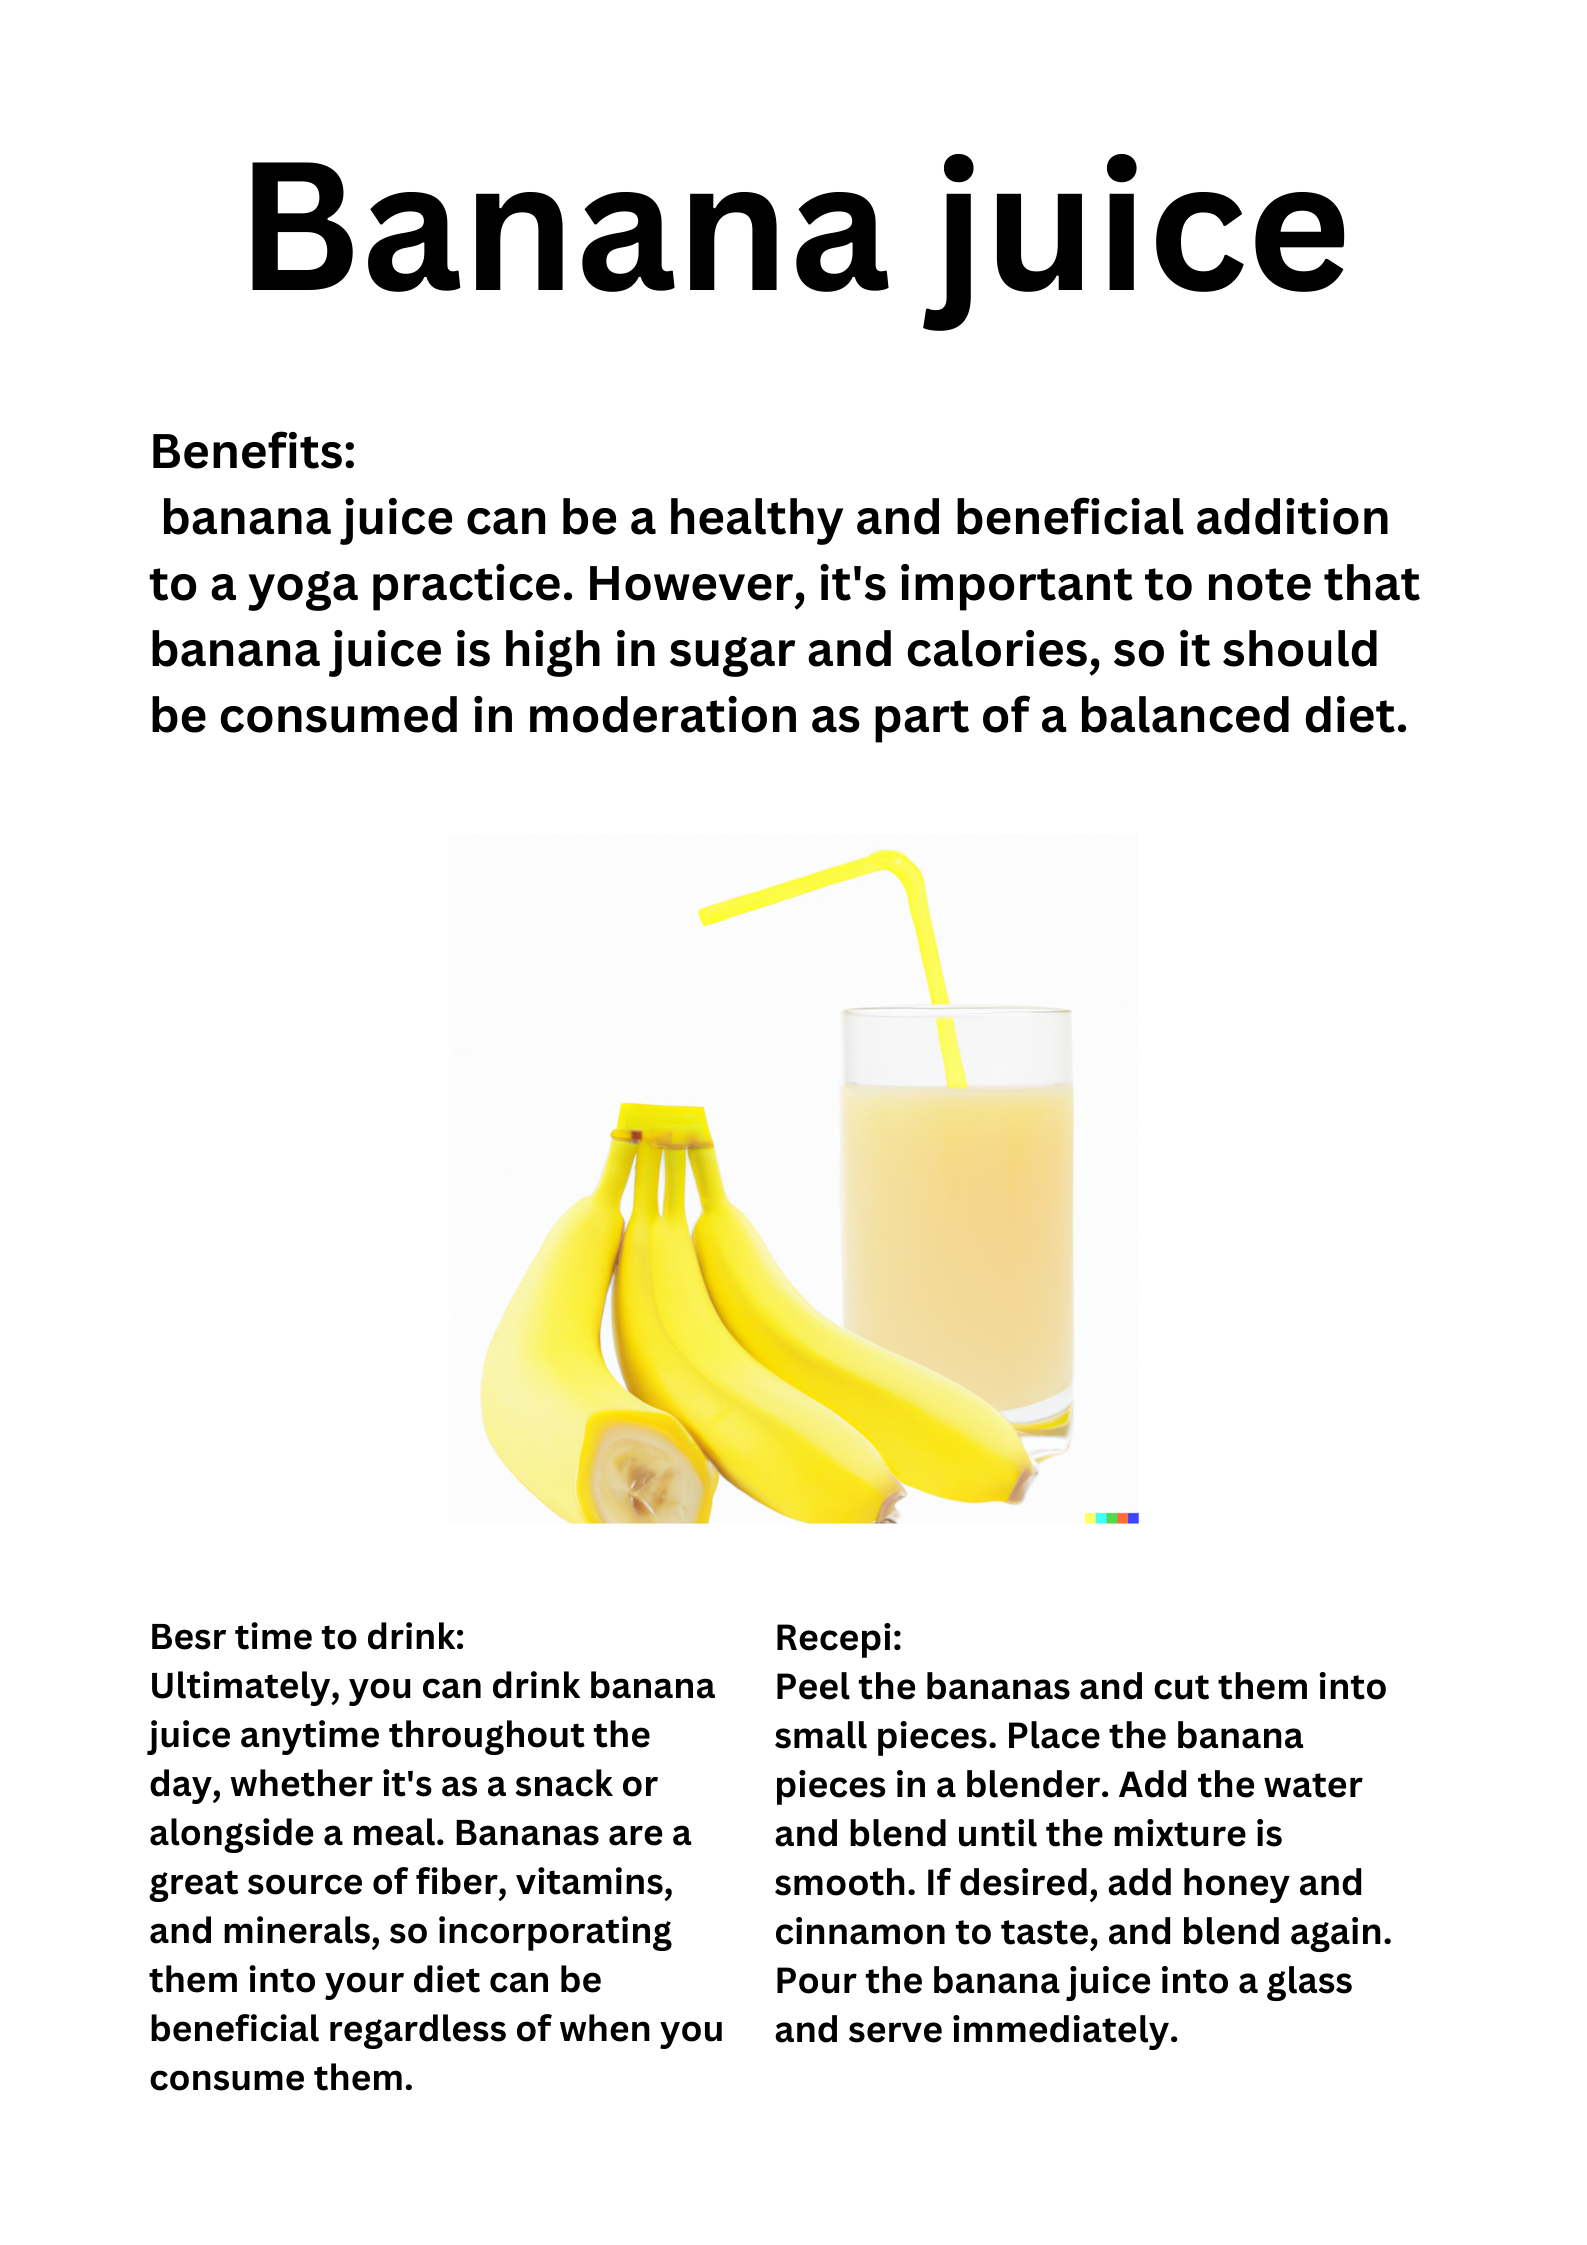 Banana juice
Benefits:
banana juice can be a healthy and beneficial addition
to a yoga practice. However, it's important to note that
banana juice is high in sugar and calories, so it should
be consumed in moderation as part of a balanced diet.
Besr time to drink:
Ultimately, you can drink banana
juice anytime throughout the
day, whether it's as a snack or
alongside a meal. Bananas are a
great source of fiber, vitamins,
and minerals, so incorporating
them into your diet can be
beneficial regardless of when you
consume them.
Recepi:
Peel the bananas and cut them into
small pieces. Place the banana
pieces in a blender. Add the water
and blend until the mixture is
smooth. If desired, add honey and
cinnamon to taste, and blend again.
Pour the banana juice into a glass
and serve immediately.